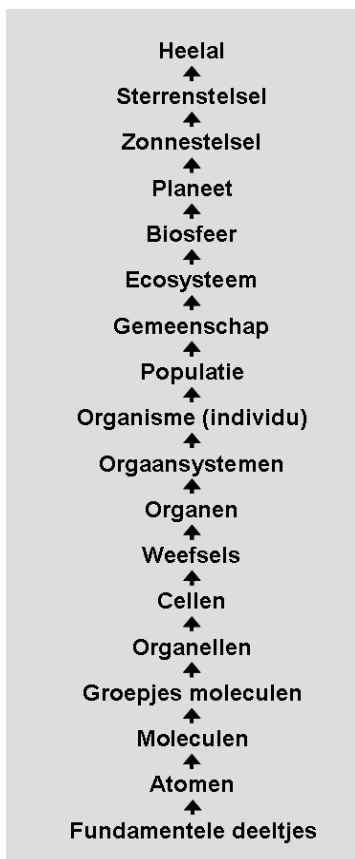 Heelal
Sterrenstelsel
Zonnestelsel
Planeet
Biosfeer
Ecosysteem
Gemeenschap
Populatie
Organisme (individu)
Orgaansystemen
Organen
Weefsels
Cellen
Organellen
Groepjes moleculen
Moleculen
Atomen
Fundamentele deeltjes